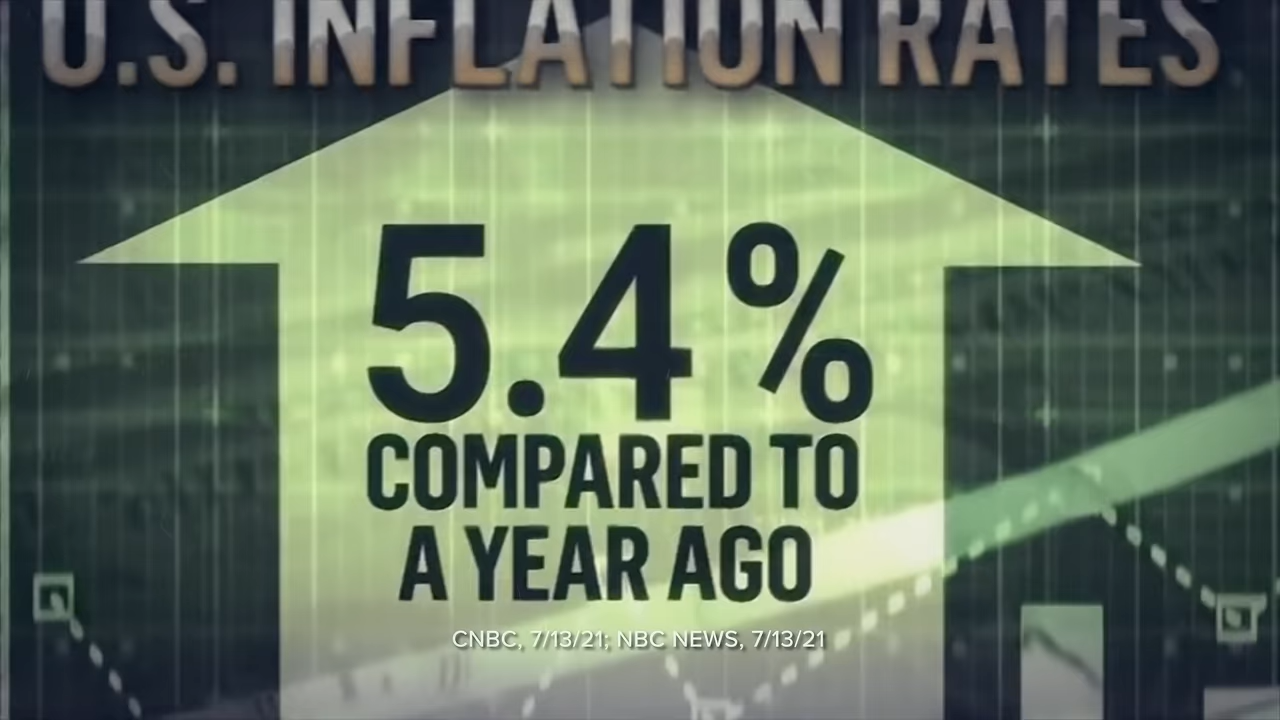 U.S. INFLATION RATES
5.4%
COMPARED TO
A YEAR AGO
CNBC, 7/13/21; NBC NEWS, 7/13/21